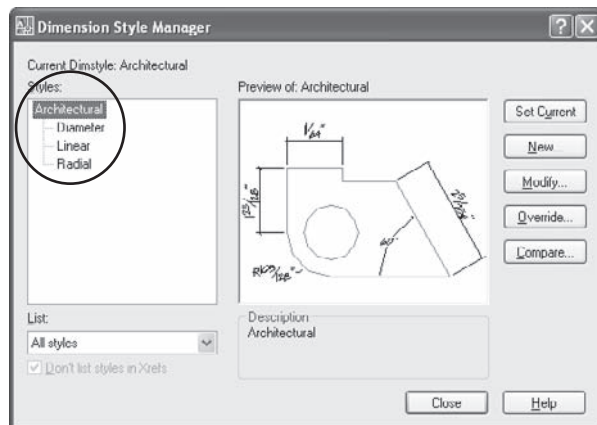 Dimension Style Manager
Current Dimstyle: Architectural
Styles:
Architectural
Diameter
Linear
Radial
List:
All styles
Don't list styles in Xrefs
Preview of: Architectural
60°
Description
Architectural
Set Current
New...
Modify...
Override...
Compare...
Close
Help